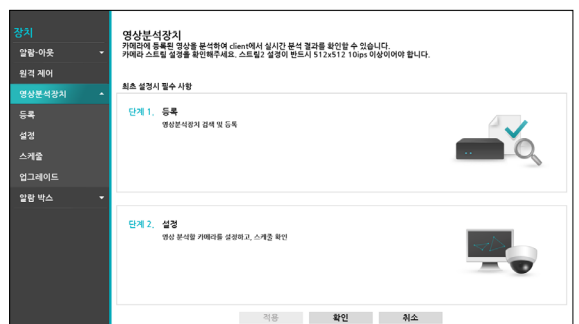 장치
알람-아웃
원격 제어
영상분석장치
등록
설정
스케줄
업그레이드
알람 박스
영상분석장치
카메라에 등록된 영상을 분석하여 client에서 실시간 분석 결과를 확인할 수 있습니다.
카메라 스트림 설정을 확인해주세요. 스트림2 설정이 반드시 512x512 10ips 이상이어야 합니다.
최초 설정시 필수 사항
단계 1. 등록
영상분석장치 검색 및 등록
단계 2. 설정
영상 분석할 카메라를 설정하고, 스케줄 확인
적용 확인 취소